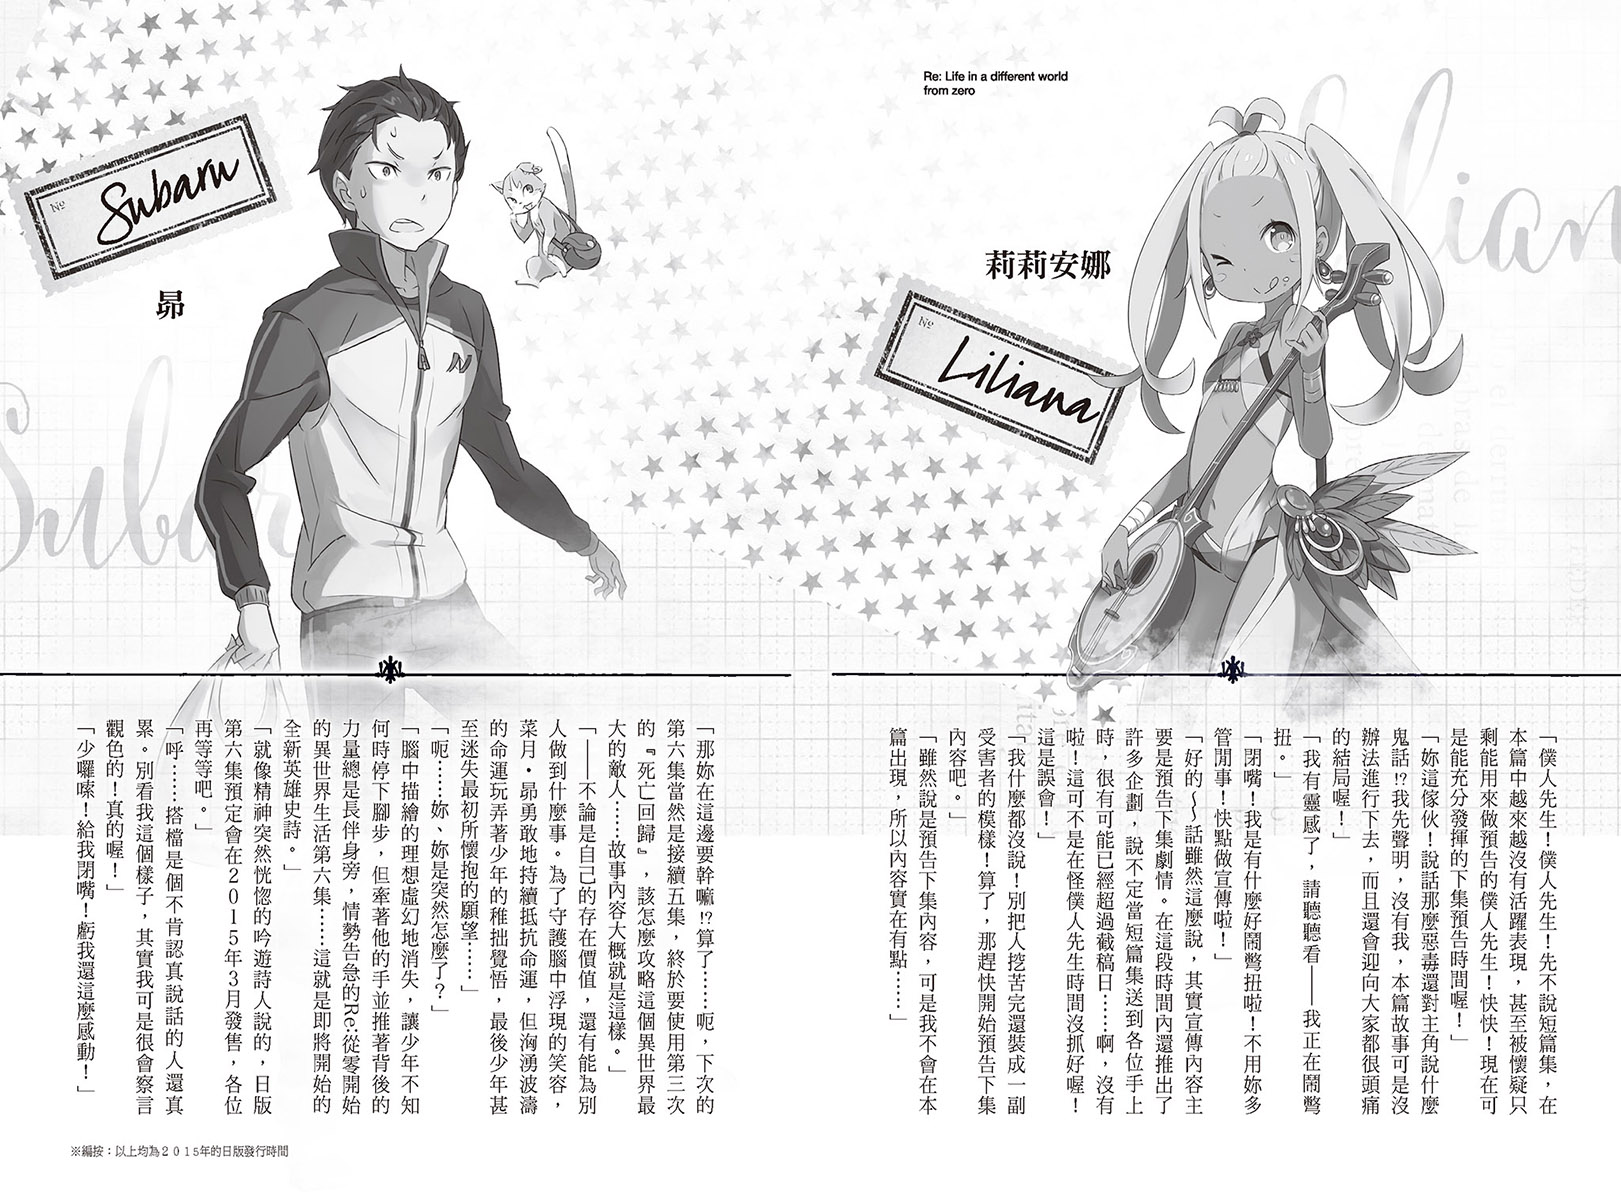 Re: Life in a different world
from zero
Liliana
莉莉安娜
№
Liliana
「僕人先生！僕人先生！先不說短篇集，在
本篇中越來越沒有活躍表現，甚至被懷疑只
剩能用來做預告的僕人先生！快快！現在可
是能充分發揮的下集預告時間喔！」
「妳這傢伙！說話那麼惡毒還對主角說什麼
鬼話!?我先聲明，沒有我，本篇故事可是沒
辦法進行下去，而且還會迎向大家都很頭痛
的結局喔！」
「我有靈感了，請聽聽看——我正在鬧彆
扭。」
「閉嘴！我是有什麼好鬧彆扭啦！不用妳多
管閒事！快點做宣傳啦！」
「好的～話雖然這麼說，其實宣傳內容主
要是預告下集劇情。在這段時間內還推出了
許多企劃，說不定當短篇集送到各位手上
時，很有可能已經超過截稿日……啊，沒有
啦！這可不是在怪僕人先生時間沒抓好喔！
這是誤會！」
「我什麼都沒說！別把人挖苦完還裝成一副
受害者的模樣！算了，那趕快開始預告下集
內容吧。」
「雖然說是預告下集內容，可是我不會在本
篇出現，所以內容實在有點……」
Subaru
№
Subaru
昴
「那妳在這邊要幹嘛!?算了……呃，下次的
第六集當然是接續五集，終於要使用第三次
的『死亡回歸』，該怎麼攻略這個異世界最
大的敵人……故事內容大概就是這樣。」
「——不論是自己的存在價值，還有能為別
人做到什麼事。為了守護腦中浮現的笑容，
菜月・昴勇敢地持續抵抗命運，但洶湧波濤
的命運玩弄著少年的稚拙覺悟，最後少年甚
至迷失最初所懷抱的願望……」
「呃……妳、妳是突然怎麼了？」
「腦中描繪的理想虛幻地消失，讓少年不知
何時停下腳步，但牽著他的手並推著背後的
力量總是長伴身旁，情勢告急的Re:從零開始
的異世界生活第六集……這就是即將開始的
全新英雄史詩。」
「就像精神突然恍惚的吟遊詩人說的，日版
第六集預定會在2015年3月發售，各位
再等等吧。」
「呼……搭檔是個不肯認真說話的人還真
累。別看我這個樣子，其實我可是很會察言
觀色的！真的喔！」
「少囉嗦！給我閉嘴！虧我還這麼感動！」
※編按：以上均為2015年的日版發行時間